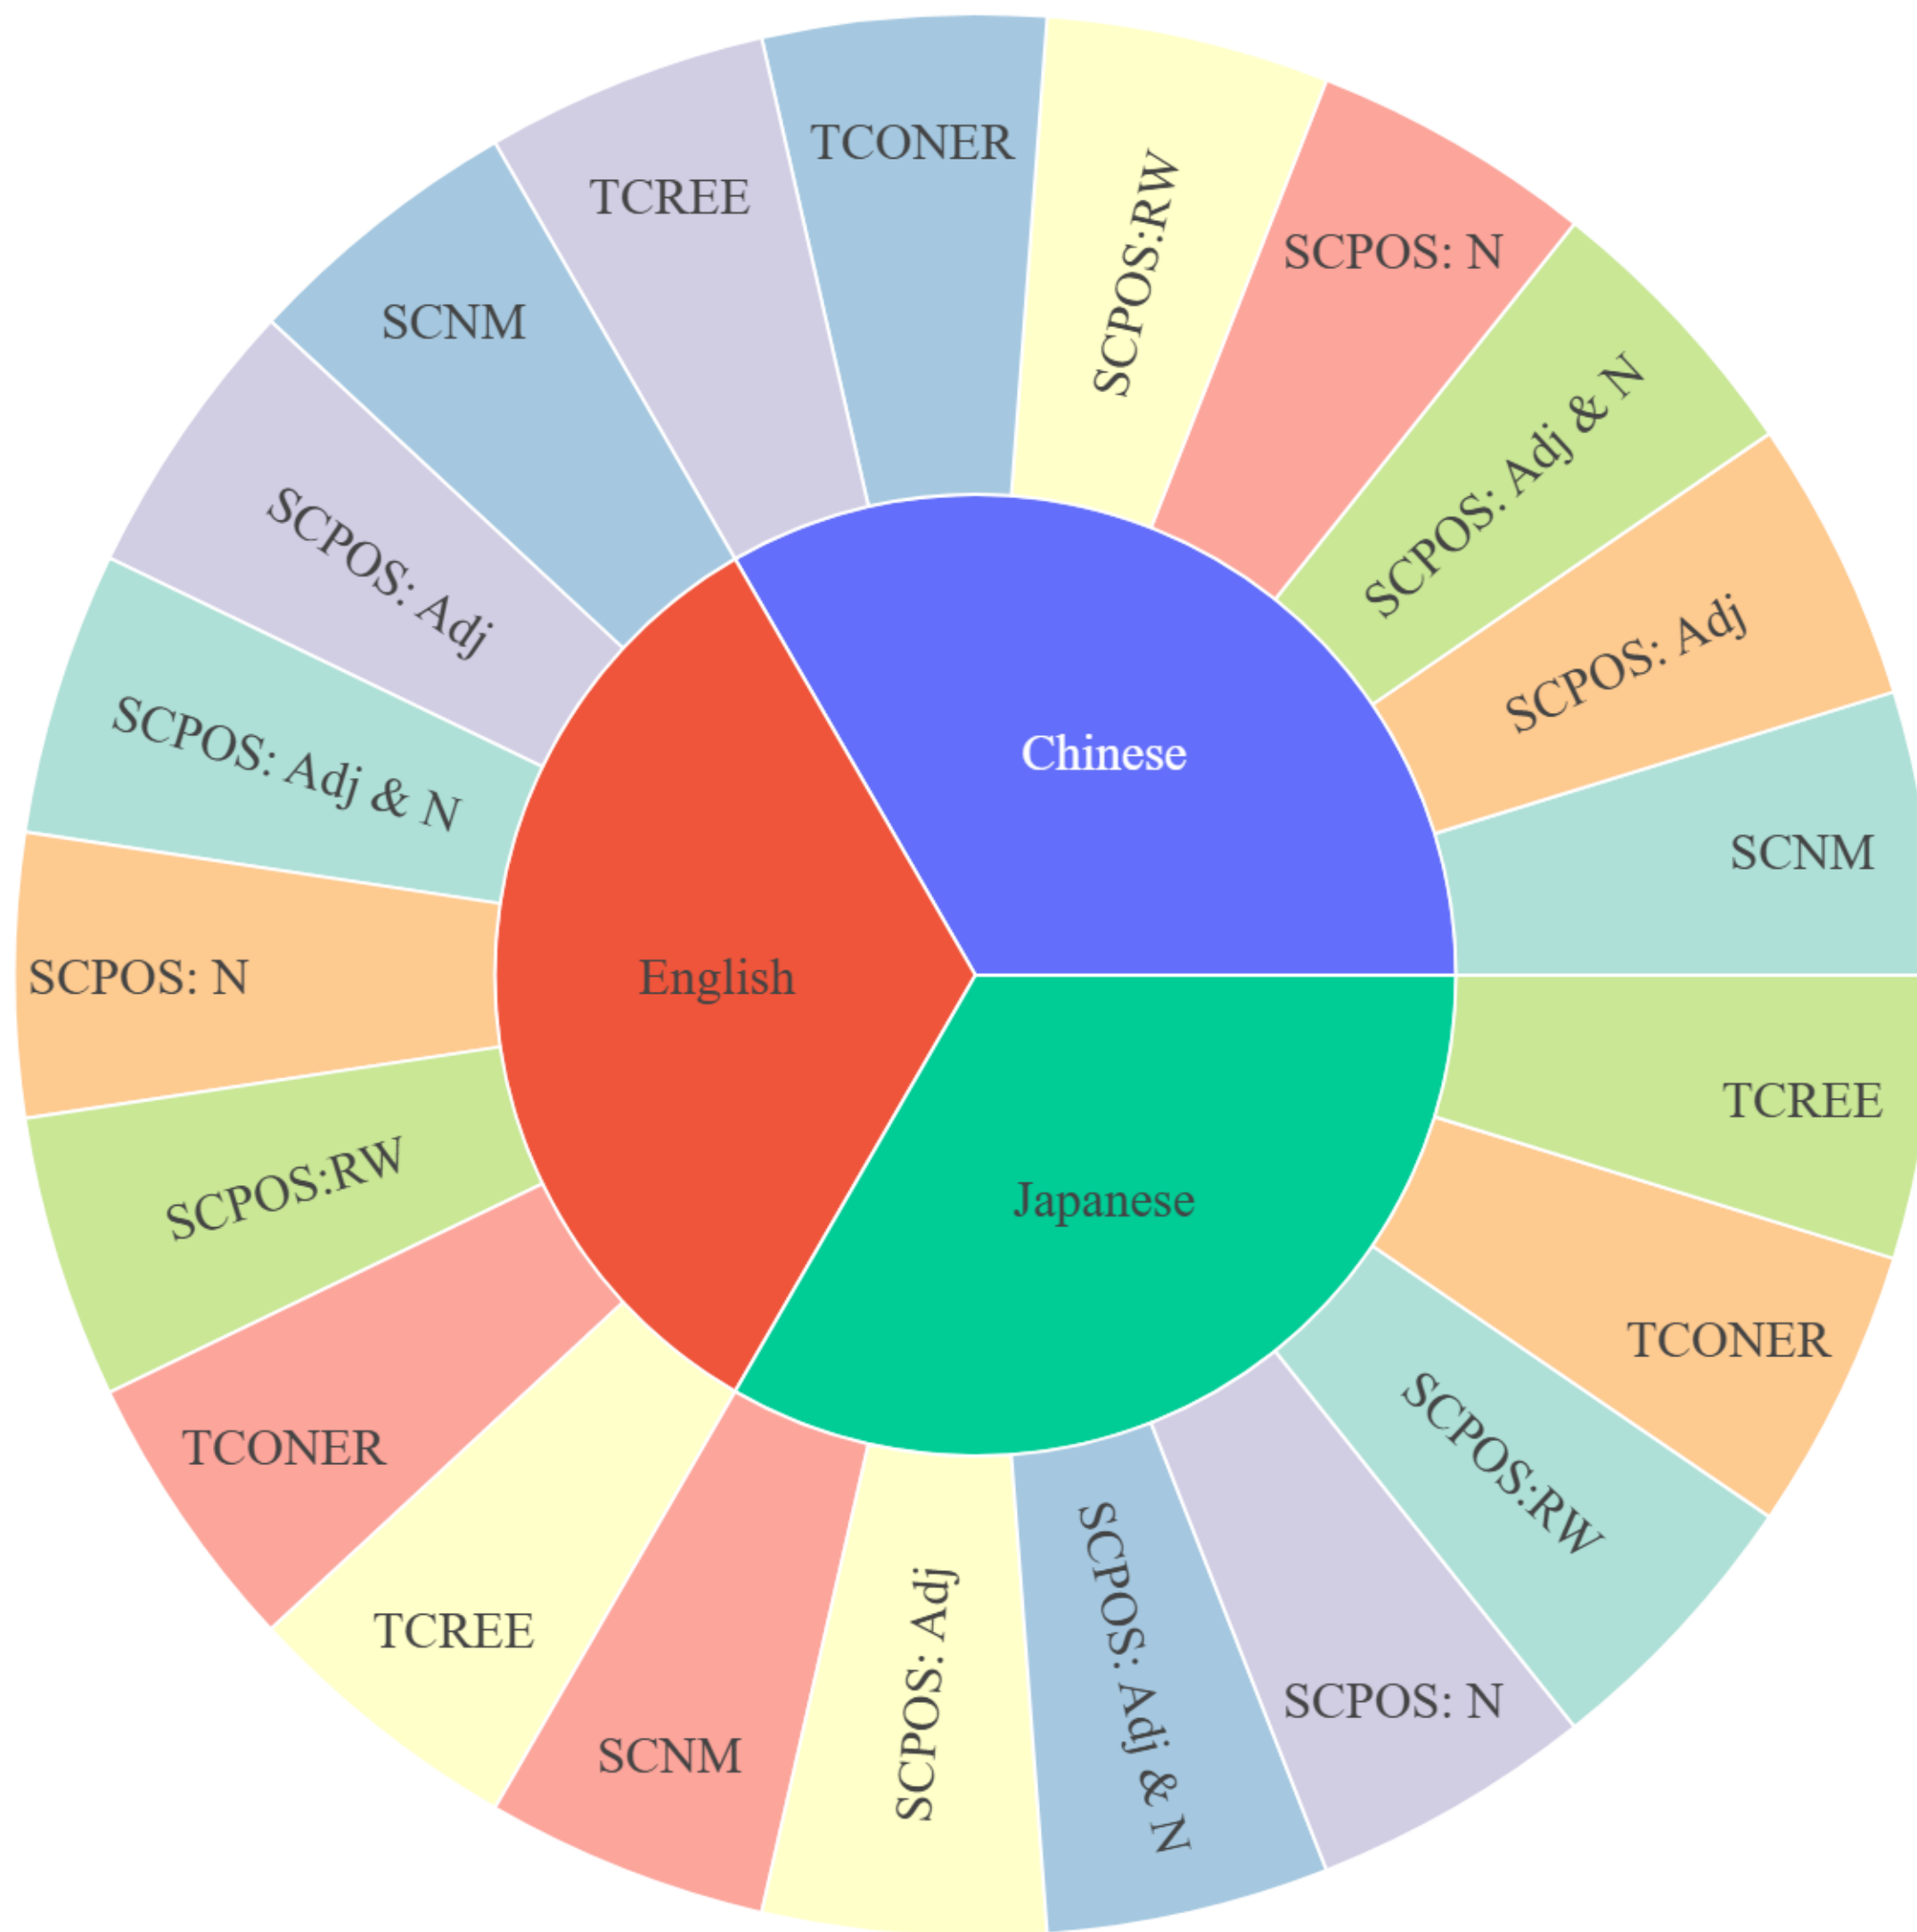 Chinese
SCNM
SCPOS: Adj
SCPOS: Adj & N
SCPOS: N
SCPOS:RW
TCONER
TCREE
English
SCNM
SCPOS: Adj
SCPOS: Adj & N
SCPOS: N
SCPOS:RW
TCONER
TCREE
Japanese
SCNM
SCPOS: Adj
SCPOS: Adj & N
SCPOS: N
SCPOS:RW
TCONER
TCREE